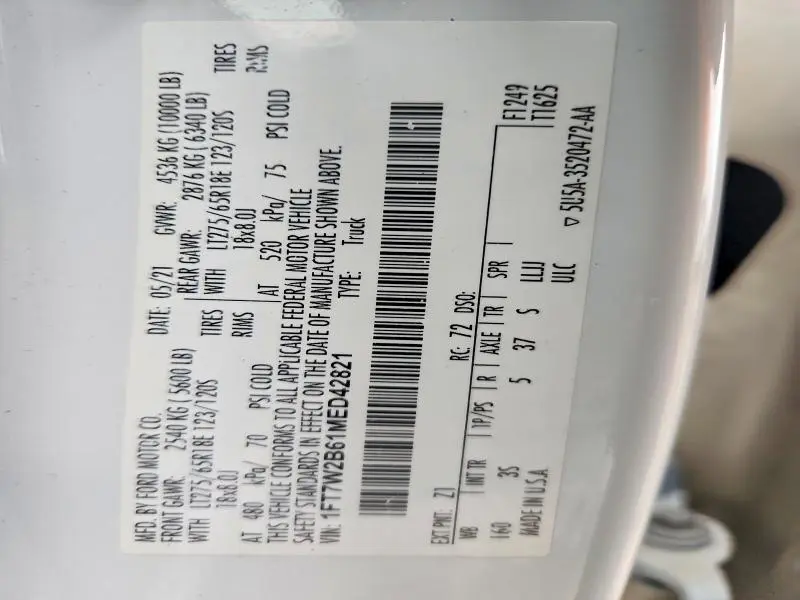 MFD. BY FORD MOTOR CO. DATE: 05/21 GVWR: 4536 KG (10000 LB)
FRONT GAWR: 2540 KG ( 5600 LB) REAR GAWR: 2876 KG ( 6340 LB)
WITH LT275/65R18E 123/120S TIRES WITH LT275/65R18E 123/120S TIRES
18x8.0J RIMS 18x8.0J RIMS
AT 480 kPa/ 70 PSI COLD AT 520 kPa/ 75 PSI COLD
THIS VEHICLE CONFORMS TO ALL APPLICABLE FEDERAL MOTOR VEHICLE
SAFETY STANDARDS IN EFFECT ON THE DATE OF MANUFACTURE SHOWN ABOVE.
VIN: 1FT7W2B61MED42821 TYPE: Truck
EXT PNT: Z1 RC: 72 DSO:
WB INT TR TP/PS R AXLE TR SPR F1249
160 3S 5 37 S LLJJ T1625
MADE IN U.S.A. ULC ▽ 5U5A-3520472-AA